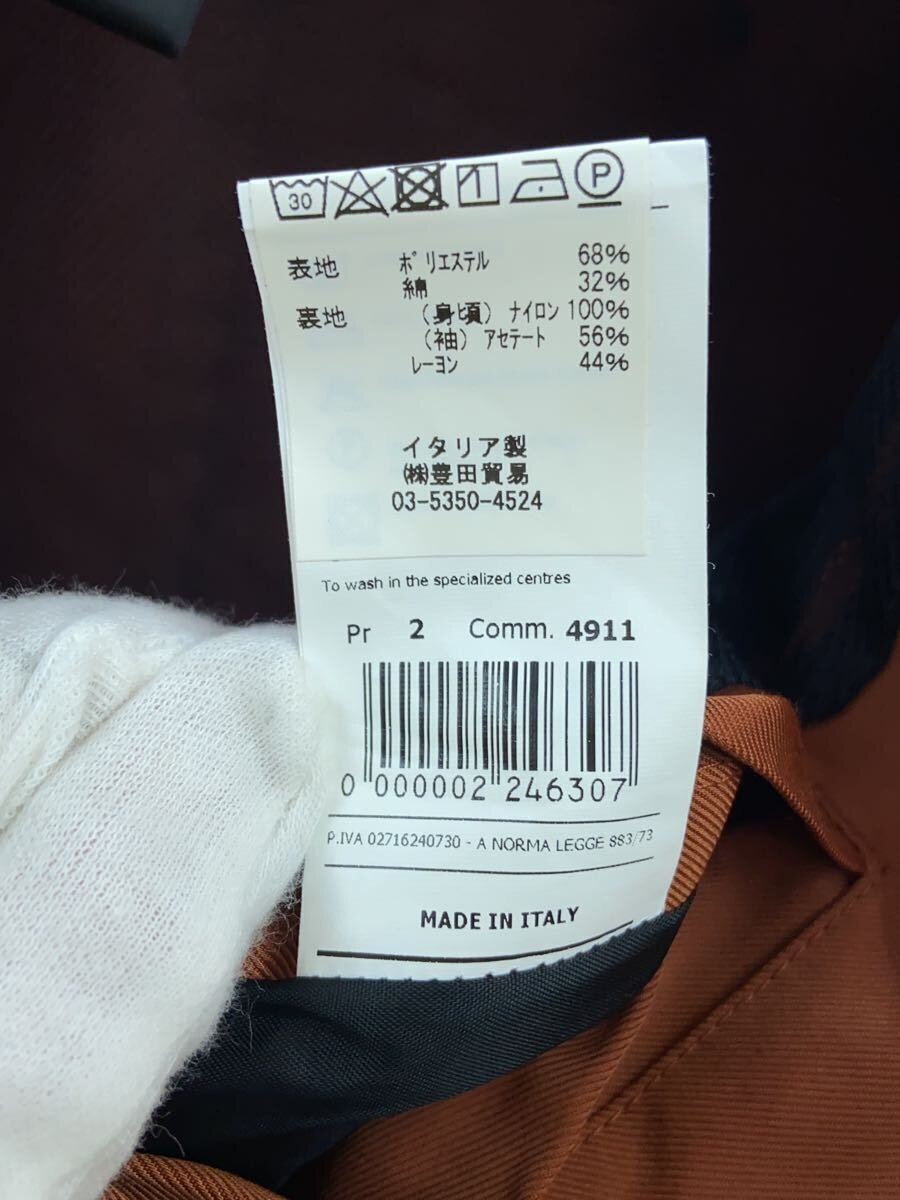 30 P
表地 ポリエステル 68%
綿 32%
裏地 (身頃) ナイロン 100%
(袖) アセテート 56%
レーヨン 44%
イタリア製
㈱豊田貿易
03-5350-4524
To wash in the specialized centres
Pr 2 Comm. 4911
0 000002 246307
P.IVA 02716240730 - A NORMA LEGGE 883/73
MADE IN ITALY